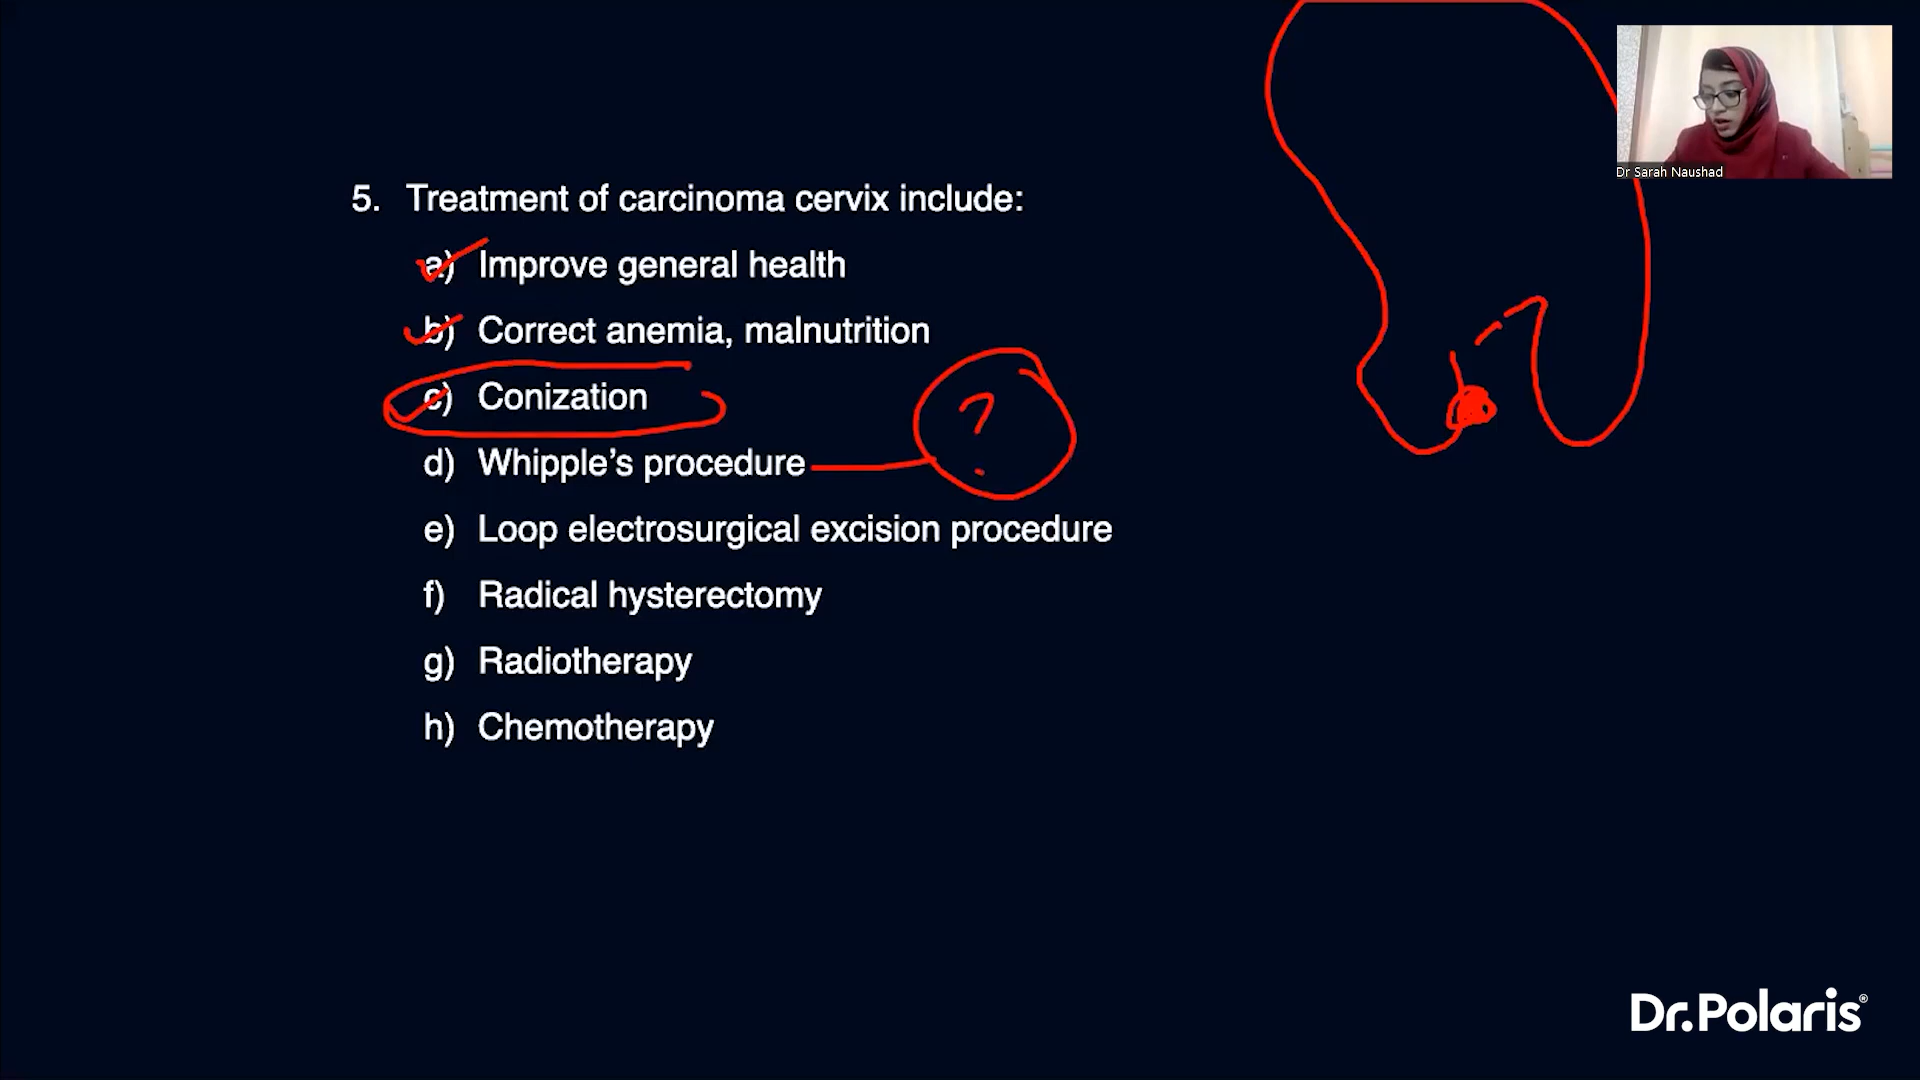 Dr Sarah Naushad
5. Treatment of carcinoma cervix include:
a) Improve general health
b) Correct anemia, malnutrition
c) Conization
d) Whipple’s procedure
?
e) Loop electrosurgical excision procedure
f) Radical hysterectomy
g) Radiotherapy
h) Chemotherapy
Dr.Polaris®